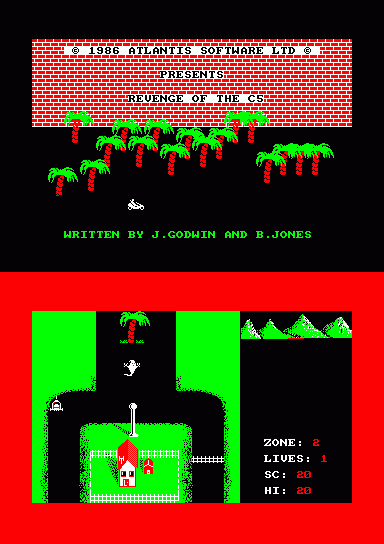 © 1986 ATLANTIS SOFTWARE LTD ©
PRESENTS
REVENGE OF THE C5
WRITTEN BY J.GODWIN AND B.JONES
ZONE: 2
LIVES: 1
SC: 20
HI: 20